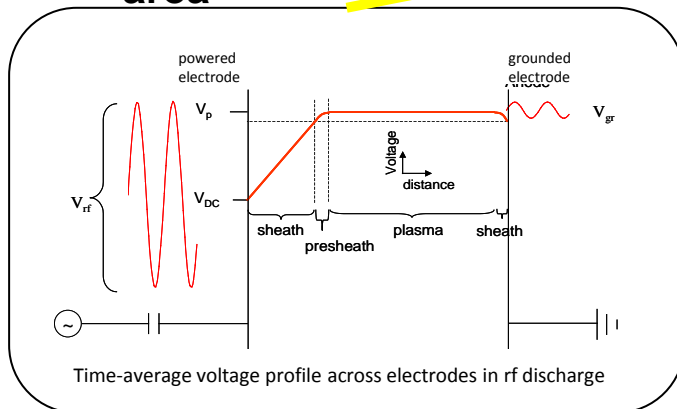 area
powered
electrode
grounded
electrode
Vp
Vgr
Voltage
distance
Vrf
VDC
sheath
presheath
plasma
sheath
~
Time-average voltage profile across electrodes in rf discharge